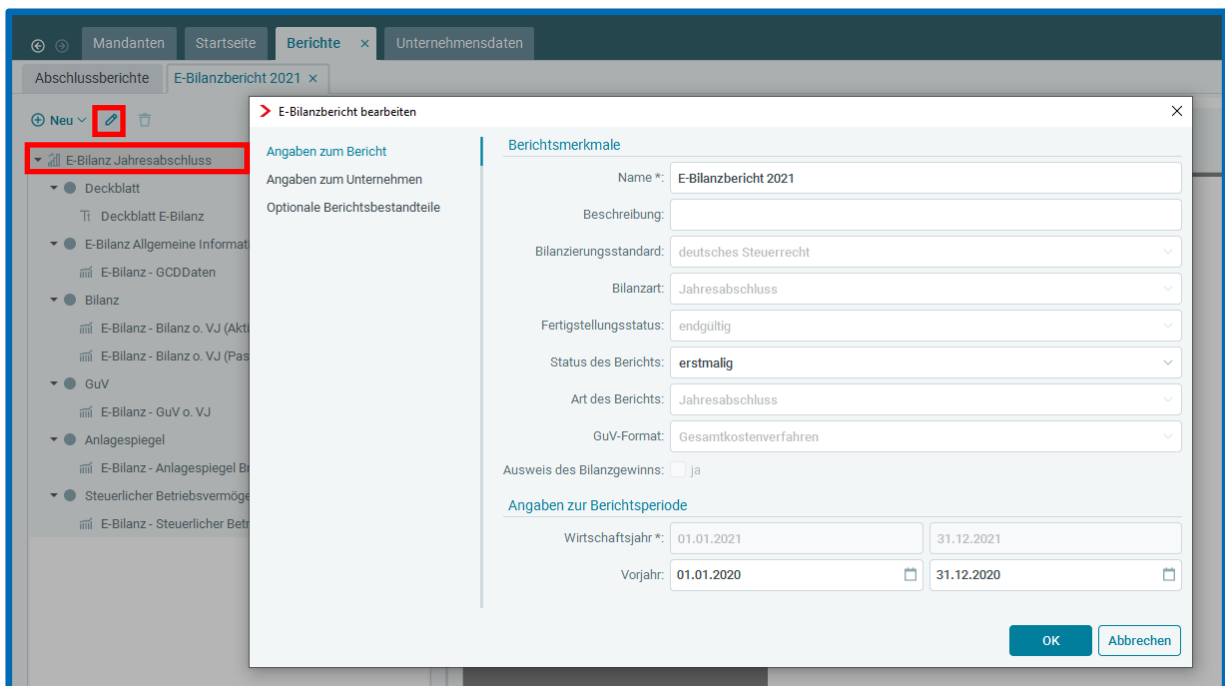 Mandanten Startseite Berichte × Unternehmensdaten
Abschlussberichte E-Bilanzbericht 2021 ×
Neu
E-Bilanz Jahresabschluss
Deckblatt
Tt Deckblatt E-Bilanz
E-Bilanz Allgemeine Informat
E-Bilanz - GCDDaten
Bilanz
E-Bilanz - Bilanz o. VJ (Akti
E-Bilanz - Bilanz o. VJ (Pas
GuV
E-Bilanz - GuV o. VJ
Anlagespiegel
E-Bilanz - Anlagespiegel Br
Steuerlicher Betriebsvermöge
E-Bilanz - Steuerlicher Betr
E-Bilanzbericht bearbeiten
Angaben zum Bericht
Angaben zum Unternehmen
Optionale Berichtsbestandteile
Berichtsmerkmale
Name *: E-Bilanzbericht 2021
Beschreibung:
Bilanzierungsstandard: deutsches Steuerrecht
Bilanzart: Jahresabschluss
Fertigstellungsstatus: endgültig
Status des Berichts: erstmalig
Art des Berichts: Jahresabschluss
GuV-Format: Gesamtkostenverfahren
Ausweis des Bilanzgewinns: ja
Angaben zur Berichtsperiode
Wirtschaftsjahr *: 01.01.2021 31.12.2021
Vorjahr: 01.01.2020 31.12.2020
OK Abbrechen